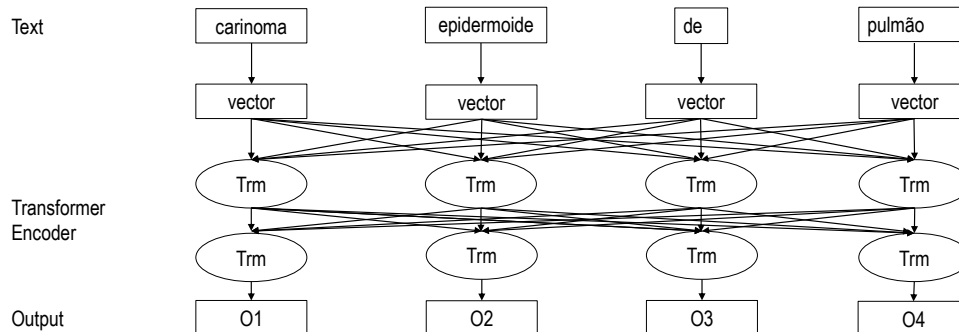 Text carinoma epidermoide de pulmão
vector vector vector vector
Trm Trm Trm Trm
Transformer
Encoder
Trm Trm Trm Trm
Output O1 O2 O3 O4